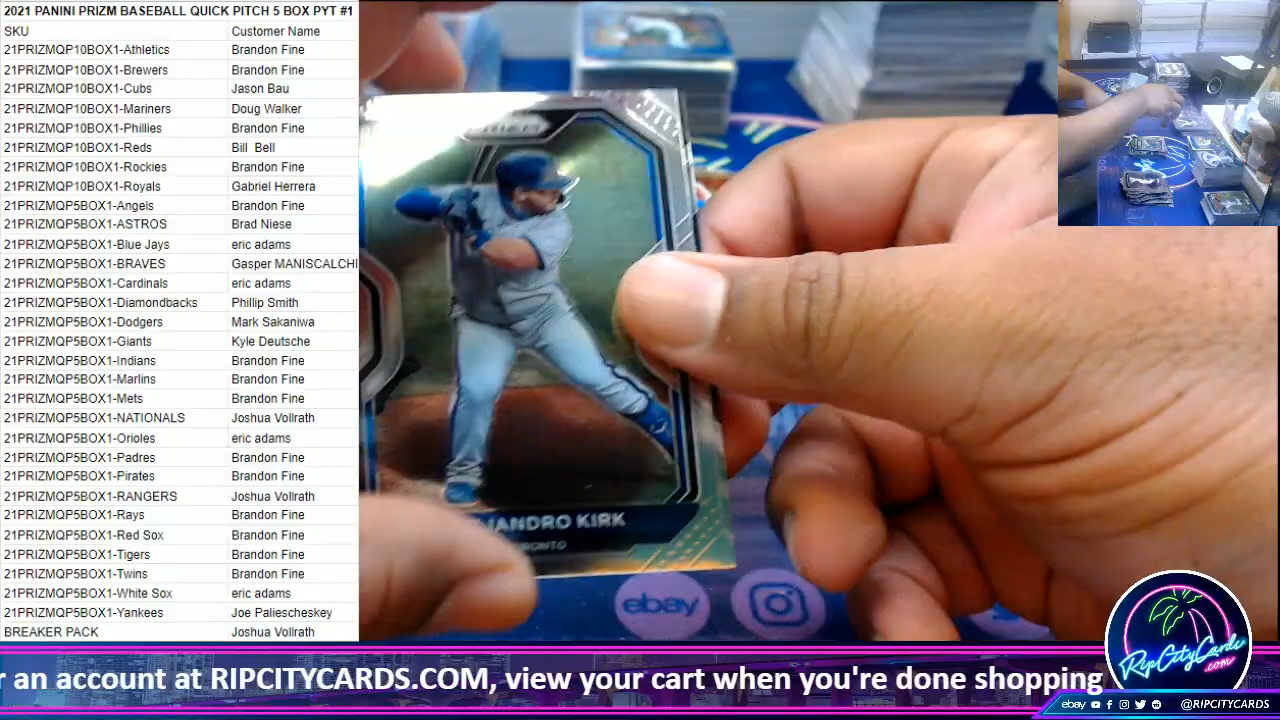 2021 PANINI PRIZM BASEBALL QUICK PITCH 5 BOX PYT #1
SKU Customer Name
21PRIZMQP10BOX1-Athletics Brandon Fine
21PRIZMQP10BOX1-Brewers Brandon Fine
21PRIZMQP10BOX1-Cubs Jason Bau
21PRIZMQP10BOX1-Mariners Doug Walker
21PRIZMQP10BOX1-Phillies Brandon Fine
21PRIZMQP10BOX1-Reds Bill Bell
21PRIZMQP10BOX1-Rockies Brandon Fine
21PRIZMQP10BOX1-Royals Gabriel Herrera
21PRIZMQP5BOX1-Angels Brandon Fine
21PRIZMQP5BOX1-ASTROS Brad Niese
21PRIZMQP5BOX1-Blue Jays eric adams
21PRIZMQP5BOX1-BRAVES Gasper MANISCALCHI
21PRIZMQP5BOX1-Cardinals eric adams
21PRIZMQP5BOX1-Diamondbacks Phillip Smith
21PRIZMQP5BOX1-Dodgers Mark Sakaniwa
21PRIZMQP5BOX1-Giants Kyle Deutsche
21PRIZMQP5BOX1-Indians Brandon Fine
21PRIZMQP5BOX1-Marlins Brandon Fine
21PRIZMQP5BOX1-Mets Brandon Fine
21PRIZMQP5BOX1-NATIONALS Joshua Vollrath
21PRIZMQP5BOX1-Orioles eric adams
21PRIZMQP5BOX1-Padres Brandon Fine
21PRIZMQP5BOX1-Pirates Brandon Fine
21PRIZMQP5BOX1-RANGERS Joshua Vollrath
21PRIZMQP5BOX1-Rays Brandon Fine
21PRIZMQP5BOX1-Red Sox Brandon Fine
21PRIZMQP5BOX1-Tigers Brandon Fine
21PRIZMQP5BOX1-Twins Brandon Fine
21PRIZMQP5BOX1-White Sox eric adams
21PRIZMQP5BOX1-Yankees Joe Paliescheskey
BREAKER PACK Joshua Vollrath
JANDRO KIRK
RONTO
ebay
r an account at RIPCITYCARDS.COM, view your cart when you're done shopping
RipCityCards
.com
ebay @RIPCITYCARDS